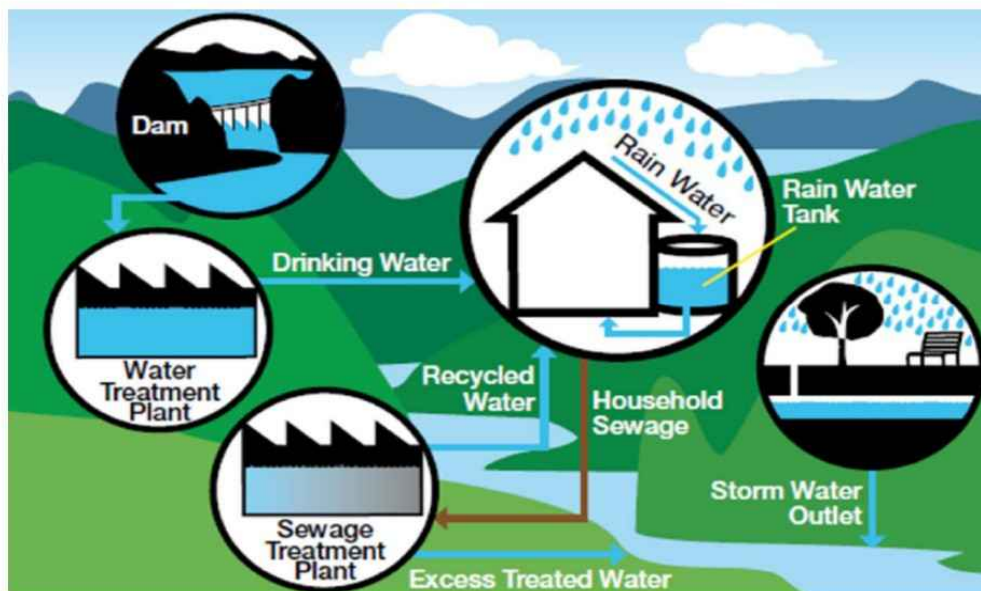 Dam
Rain Water
Rain Water
Tank
Drinking Water
Water
Treatment
Plant
Recycled
Water
Household
Sewage
Storm Water
Outlet
Sewage
Treatment
Plant
Excess Treated Water